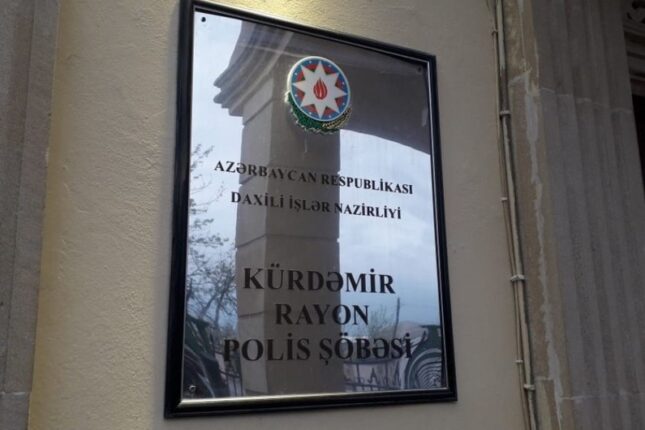 AZƏRBAYCAN RESPUBLİKASI
DAXİLİ İŞLƏR NAZİRLİYİ
KÜRDƏMİR
RAYON
POLİS ŞÖBƏSİ